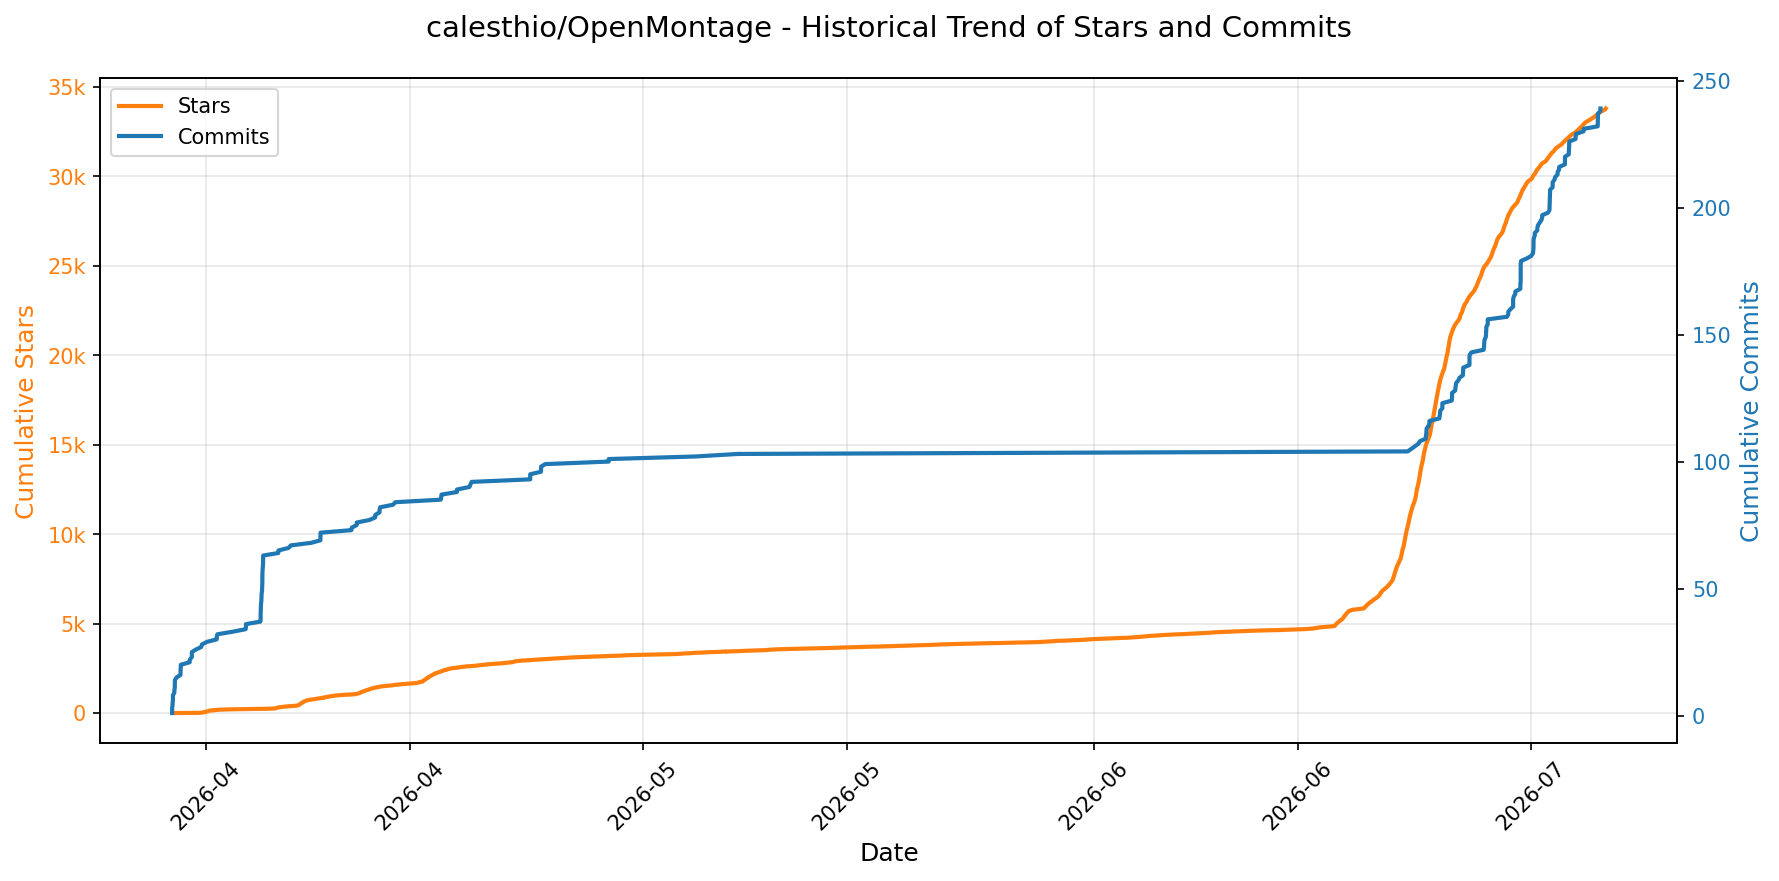 calesthio/OpenMontage - Historical Trend of Stars and Commits
Stars
Commits
35k
30k
25k
20k
15k
10k
5k
0
Cumulative Stars
250
200
150
100
50
0
Cumulative Commits
2026-04
2026-04
2026-05
2026-05
2026-06
2026-06
2026-07
Date